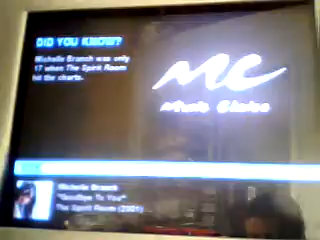 DID YOU KNOW?
Michelle Branch was only
17 when The Spirit Room
hit the charts.
MC
Music Choice
Michelle Branch
"Goodbye To You"
The Spirit Room (2001)